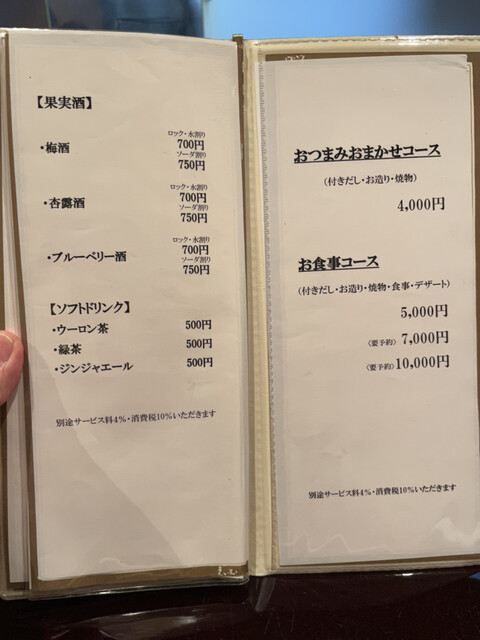 【果実酒】
ロック・水割り
・梅酒 700円
ソーダ割り
750円
ロック・水割り
・杏露酒 700円
ソーダ割り
750円
ロック・水割り
・ブルーベリー酒 700円
ソーダ割り
750円
【ソフトドリンク】
・ウーロン茶 500円
・緑茶 500円
・ジンジャエール 500円
別途サービス料4%・消費税10%いただきます
おつまみおまかせコース
（付きだし・お造り・焼物）
4,000円
お食事コース
（付きだし・お造り・焼物・食事・デザート）
5,000円
〈要予約〉 7,000円
〈要予約〉 10,000円
別途サービス料4%・消費税10%いただきます